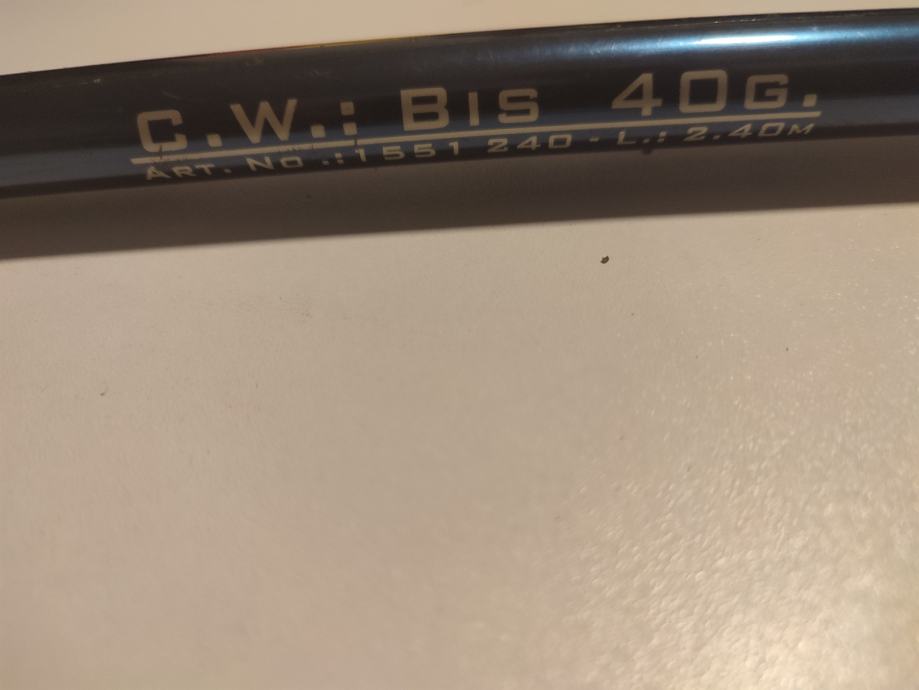 C.W.: BIS 40G.
ART. NO .:1551 240 - L.: 2.40M